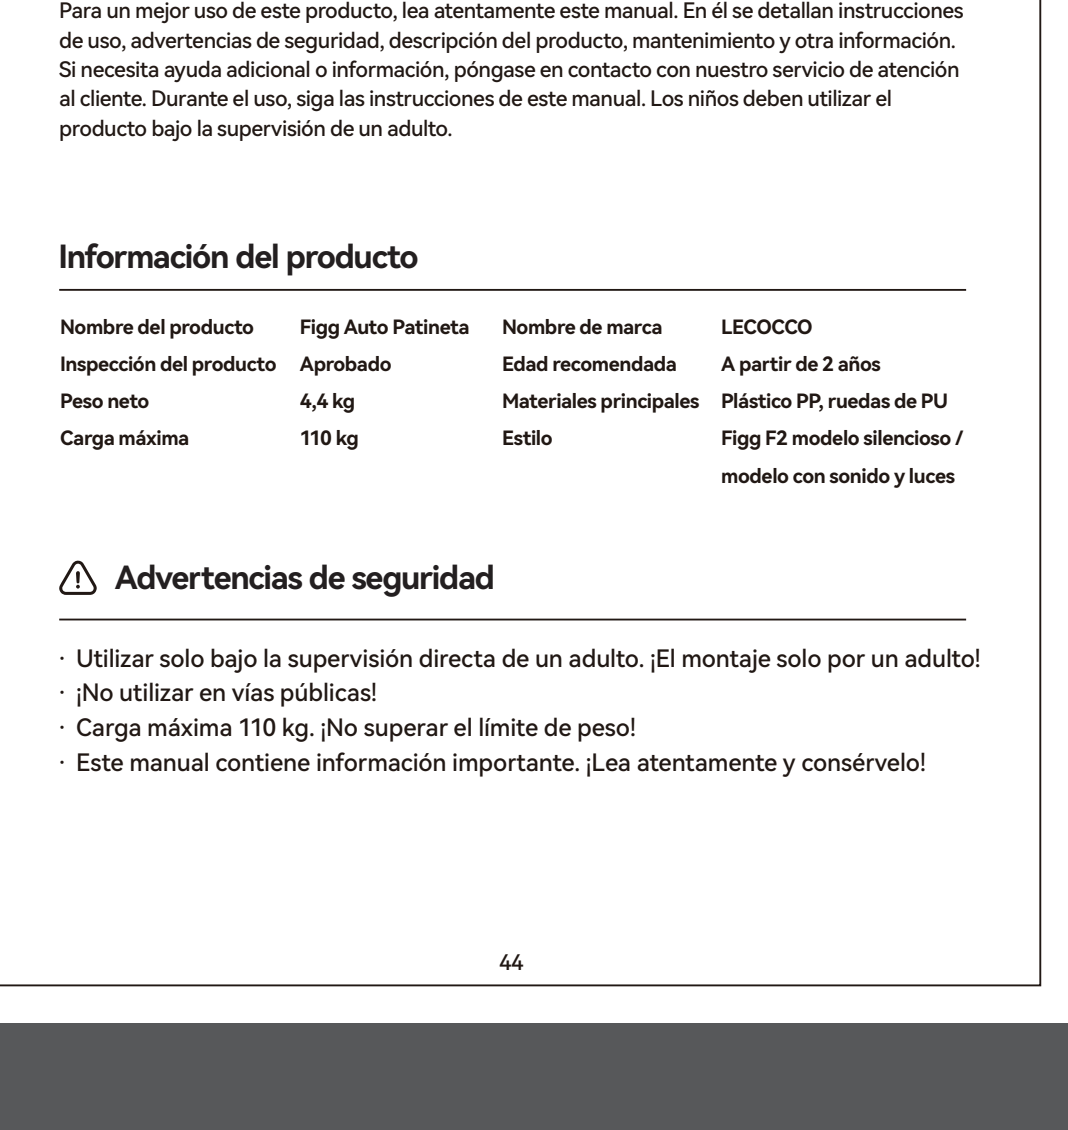 Para un mejor uso de este producto, lea atentamente este manual. En él se detallan instrucciones
de uso, advertencias de seguridad, descripción del producto, mantenimiento y otra información.
Si necesita ayuda adicional o información, póngase en contacto con nuestro servicio de atención
al cliente. Durante el uso, siga las instrucciones de este manual. Los niños deben utilizar el
producto bajo la supervisión de un adulto.
Información del producto
Nombre del producto Figg Auto Patineta Nombre de marca LECOCCO
Inspección del producto Aprobado Edad recomendada A partir de 2 años
Peso neto 4,4 kg Materiales principales Plástico PP, ruedas de PU
Carga máxima 110 kg Estilo Figg F2 modelo silencioso /
modelo con sonido y luces
Advertencias de seguridad
· Utilizar solo bajo la supervisión directa de un adulto. ¡El montaje solo por un adulto!
· ¡No utilizar en vías públicas!
· Carga máxima 110 kg. ¡No superar el límite de peso!
· Este manual contiene información importante. ¡Lea atentamente y consérvelo!
44